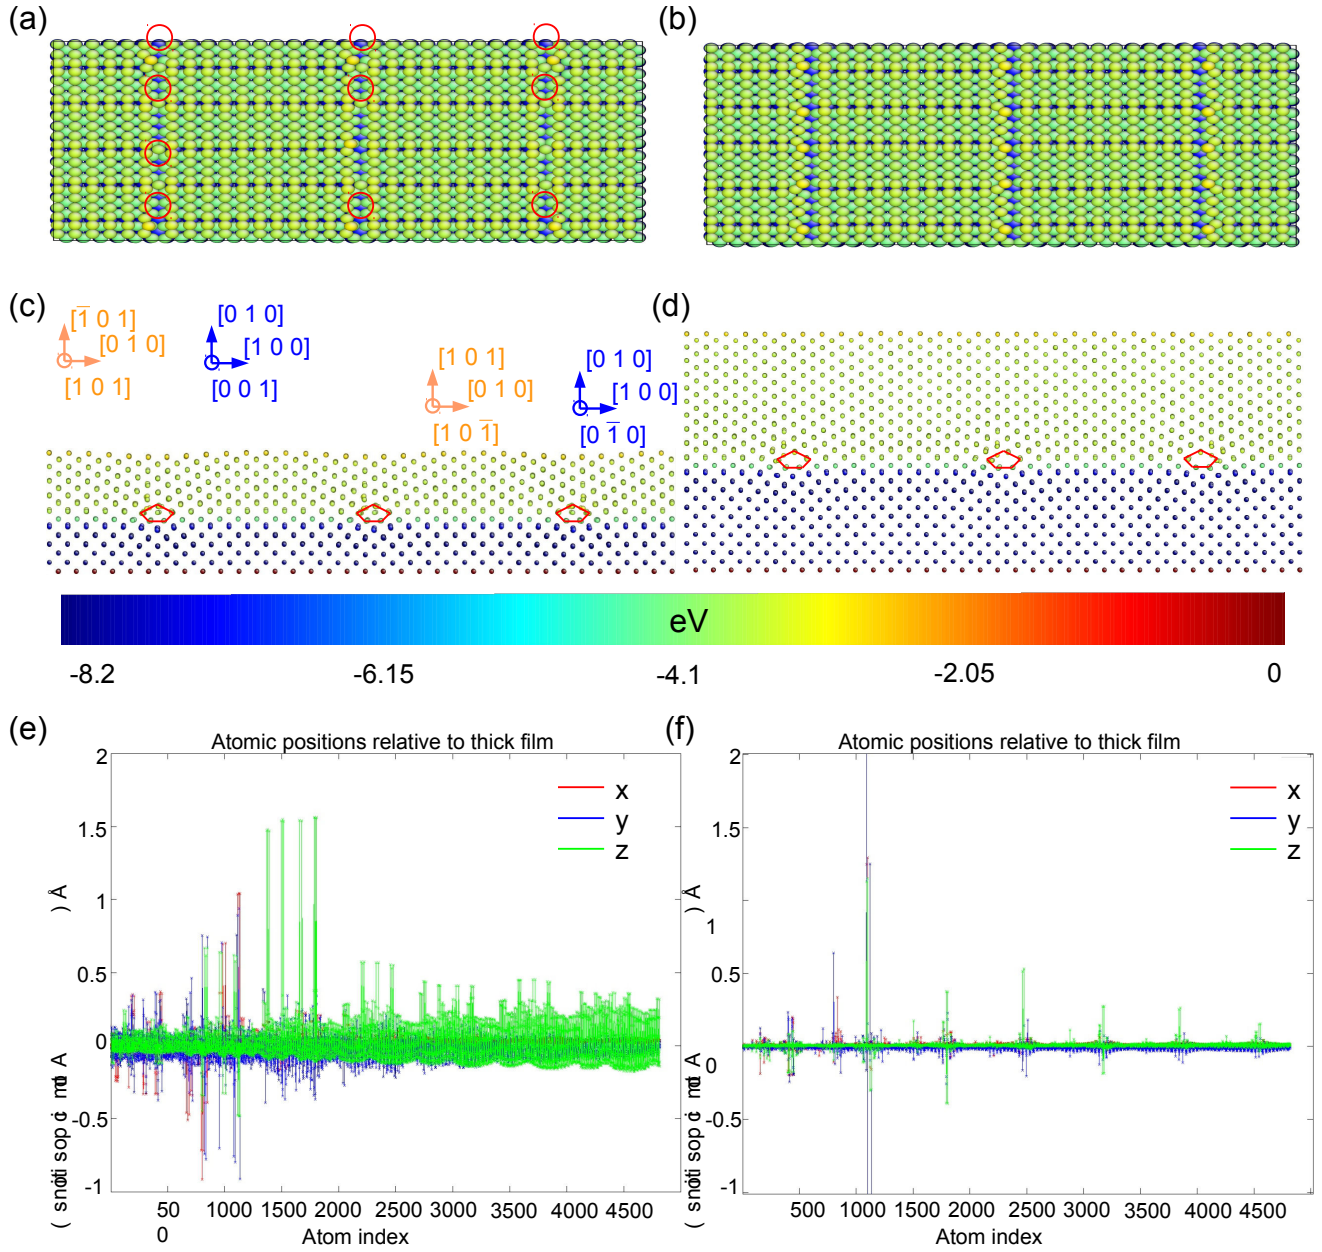 (a)
(b)
(c)
[1̅ 0 1]
[0 1 0]
[1 0 1]
[0 1 0]
[1 0 0]
[0 0 1]
[1 0 1]
[0 1 0]
[1 0 1̅]
[0 1 0]
[1 0 0]
[0 1̅ 0]
(d)
eV
-8.2
-6.15
-4.1
-2.05
0
(e)
Atomic positions relative to thick film
x
y
z
2
1.5
1
0.5
0
-0.5
-1
50
0
1000
1500
2000
2500
3000
3500
4000
4500
Atom index
(f)
Atomic positions relative to thick film
x
y
z
2
1.5
1
0.5
0
-0.5
-1
500
1000
1500
2000
2500
3000
3500
4000
4500
Atom index